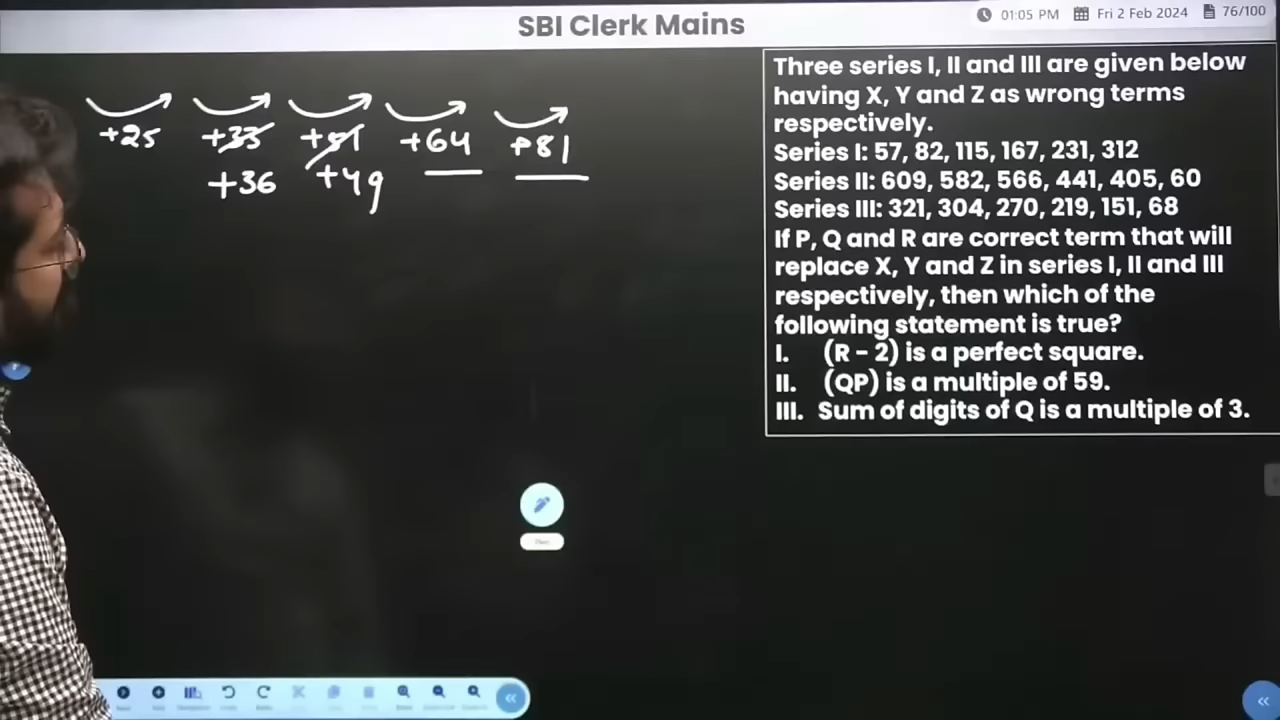 SBI Clerk Mains
01:05 PM Fri 2 Feb 2024 76/100
+25 +33 +51 +64 +81
+36 +49
Three series I, II and III are given below
having X, Y and Z as wrong terms
respectively.
Series I: 57, 82, 115, 167, 231, 312
Series II: 609, 582, 566, 441, 405, 60
Series III: 321, 304, 270, 219, 151, 68
If P, Q and R are correct term that will
replace X, Y and Z in series I, II and III
respectively, then which of the
following statement is true?
I. (R - 2) is a perfect square.
II. (QP) is a multiple of 59.
III. Sum of digits of Q is a multiple of 3.